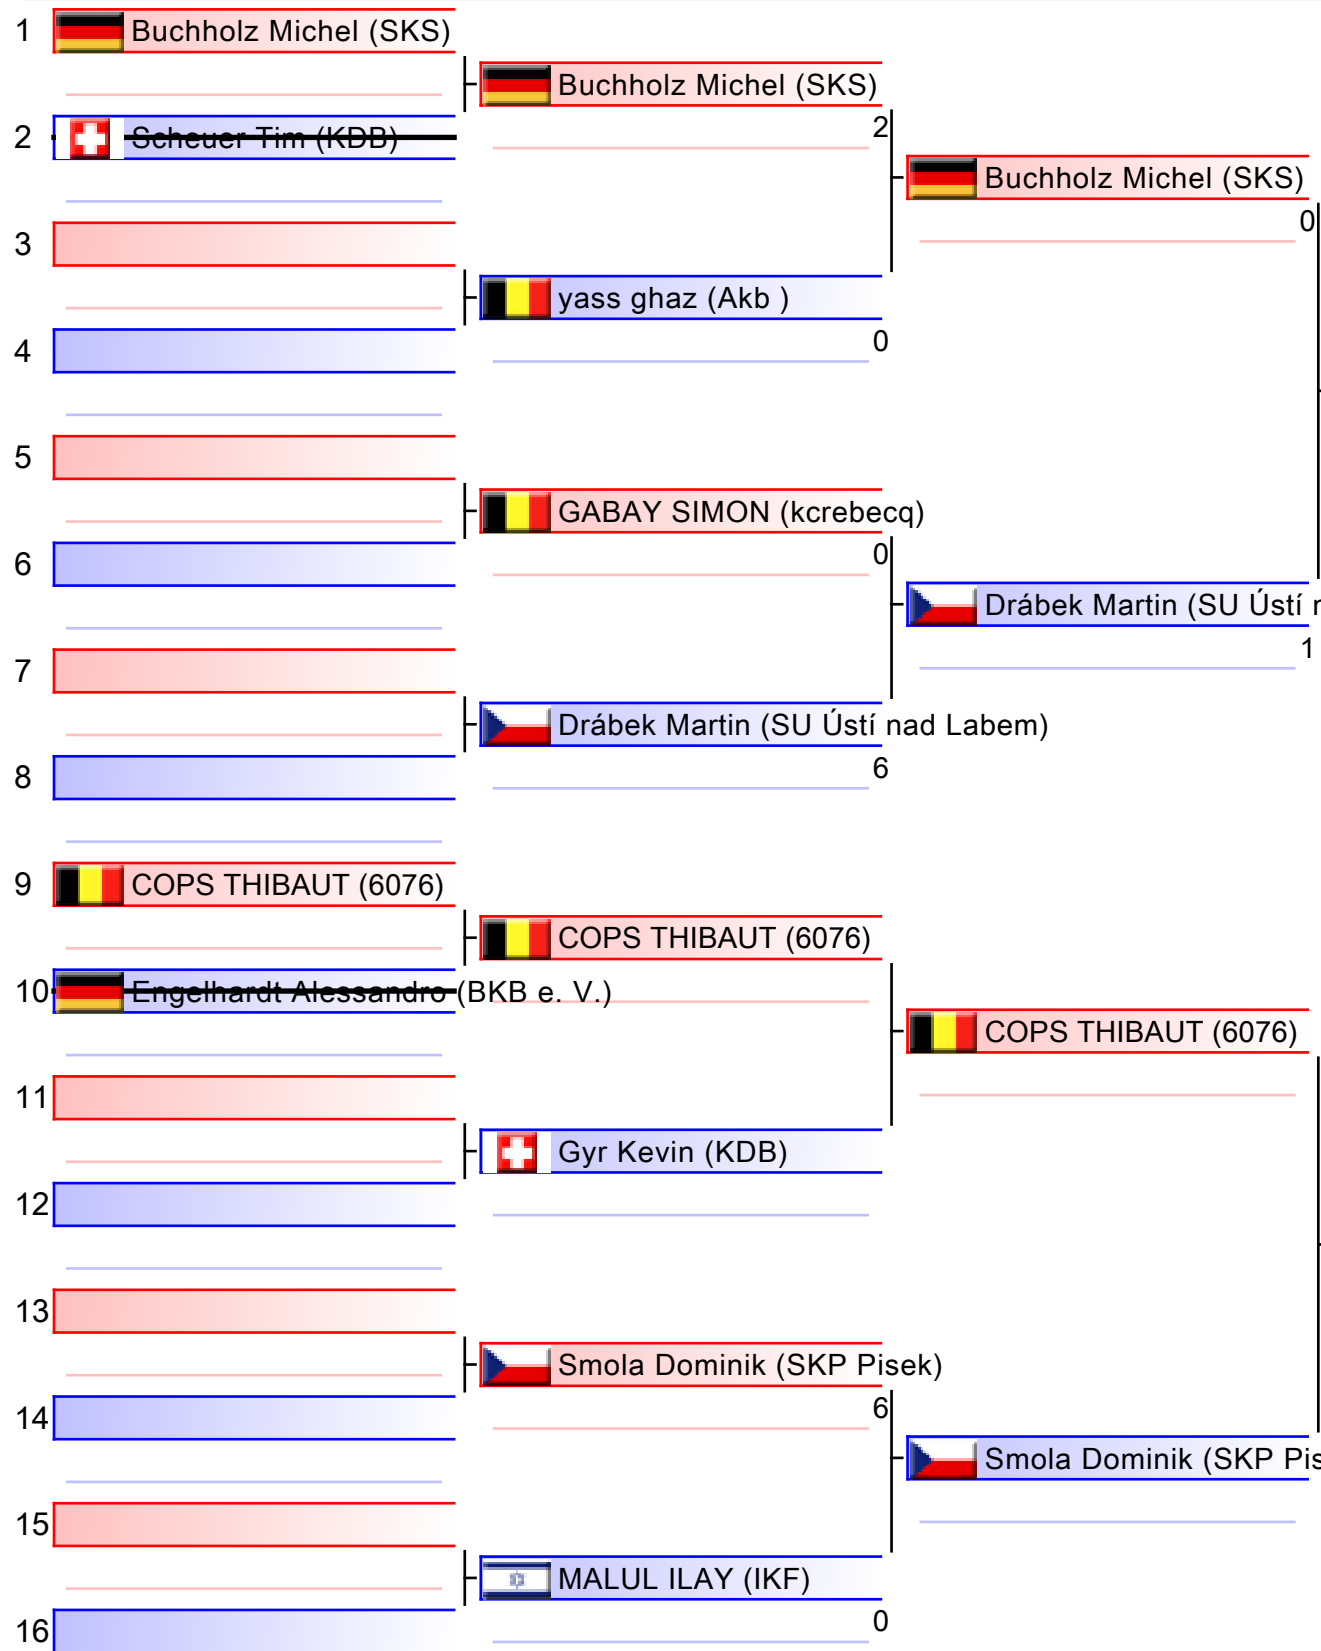 1 Buchholz Michel (SKS)
Buchholz Michel (SKS)
2
2 Scheuer Tim (KDB)
Buchholz Michel (SKS)
0
3
yass ghaz (Akb )
0
4
5
GABAY SIMON (kcrebecq)
0
6
Drábek Martin (SU Ústí n
1
7
Drábek Martin (SU Ústí nad Labem)
6
8
9 COPS THIBAUT (6076)
COPS THIBAUT (6076)
10 Engelhardt Alessandro (BKB e. V.)
COPS THIBAUT (6076)
11
Gyr Kevin (KDB)
12
13
Smola Dominik (SKP Pisek)
6
14
Smola Dominik (SKP Pis
15
MALUL ILAY (IKF)
0
16